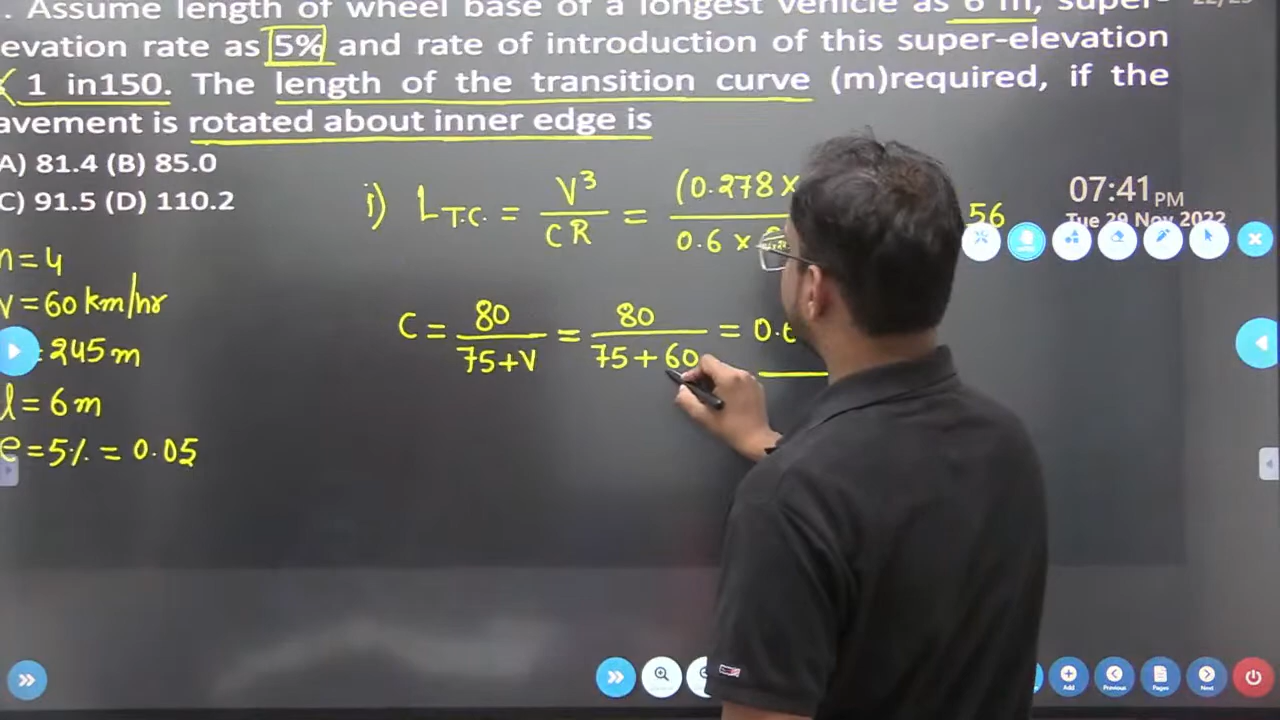 . Assume length of wheel base of a longest vehicle as 6 m, super-
elevation rate as 5% and rate of introduction of this super-elevation
1 in150. The length of the transition curve (m)required, if the
avement is rotated about inner edge is
A) 81.4 (B) 85.0
C) 91.5 (D) 110.2
i) L T.C. = V³ / CR = (0.278 × / 0.6 × 56
07:41 PM
Tue 29 Nov 2022
n = 4
v = 60 km/hr
= 245 m
l = 6 m
e = 5% = 0.05
C = 80 / 75+V = 80 / 75+60 = 0.6
Add
Previous
Pages
Next